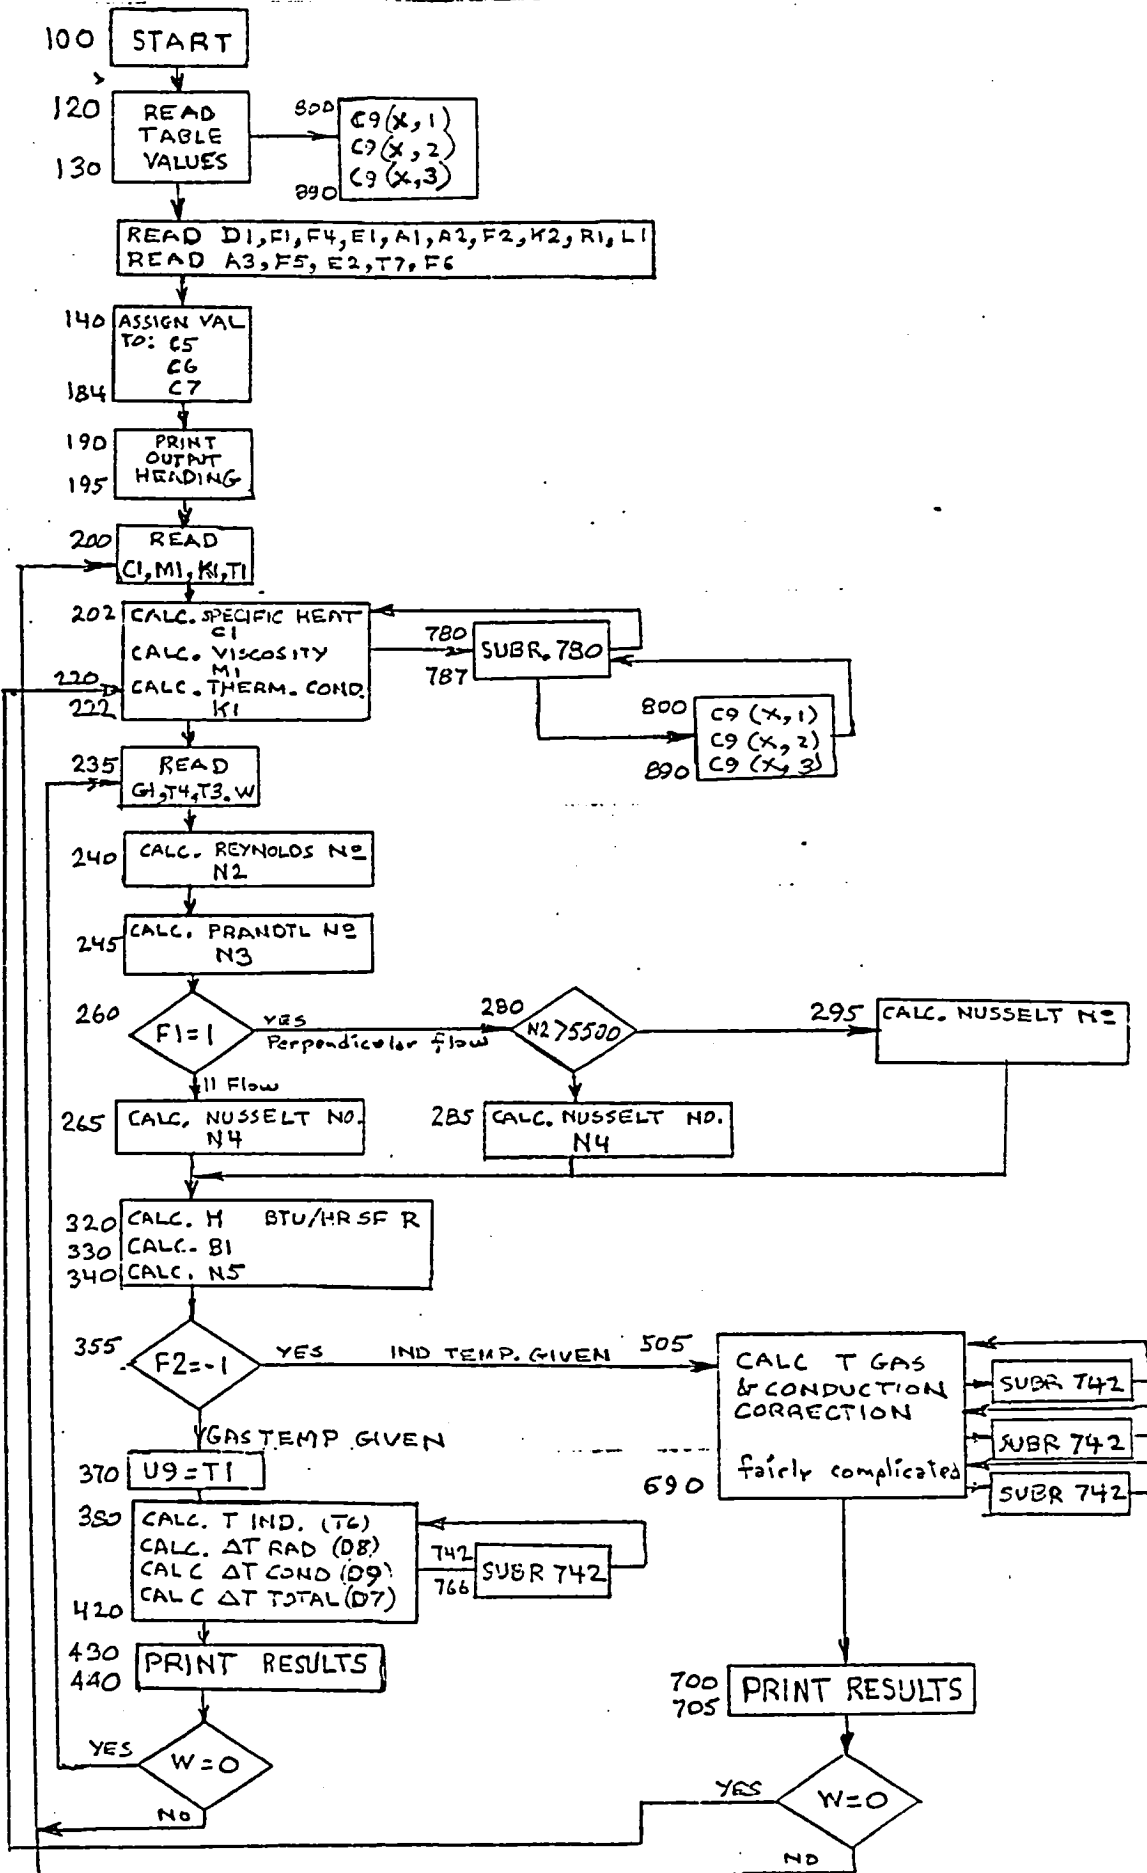 100 START
120 READ
TABLE
130 VALUES
800 C9(X,1)
C9(X,2)
C9(X,3)
890
READ D1,F1,F4,E1,A1,A2,F2,K2,R1,L1
READ A3,F5,E2,T7,F6
140 ASSIGN VAL
TO: C5
C6
184 C7
190 PRINT
OUTPUT
195 HEADING
200 READ
C1,M1,K1,T1
202 CALC. SPECIFIC HEAT
C1
CALC. VISCOSITY
M1
220 CALC. THERM. COND.
222 K1
780 SUBR. 780
787
800 C9(X,1)
C9(X,2)
890 C9(X,3)
235 READ
G1,T4,T3.W
240 CALC. REYNOLDS Nº
N2
245 CALC. PRANDTL Nº
N3
260 F1=1
YES
Perpendicular flow
280 N275500
295 CALC. NUSSELT Nº
11 Flow
265 CALC. NUSSELT NO.
N4
285 CALC. NUSSELT NO.
N4
320 CALC. H BTU/HR SF R
330 CALC. B1
340 CALC. N5
355 F2=-1
YES IND TEMP. GIVEN
505 CALC T GAS
& CONDUCTION
CORRECTION
690 fairly complicated
SUBR 742
SUBR 742
SUBR 742
GAS TEMP GIVEN
370 U9=T1
380 CALC. T IND. (T6)
CALC. ΔT RAD (D8)
CALC ΔT COND (D9)
420 CALC ΔT TOTAL (D7)
742 SUBR 742
766
430 PRINT RESULTS
440
700 PRINT RESULTS
705
YES W=0
NO
YES W=0
NO